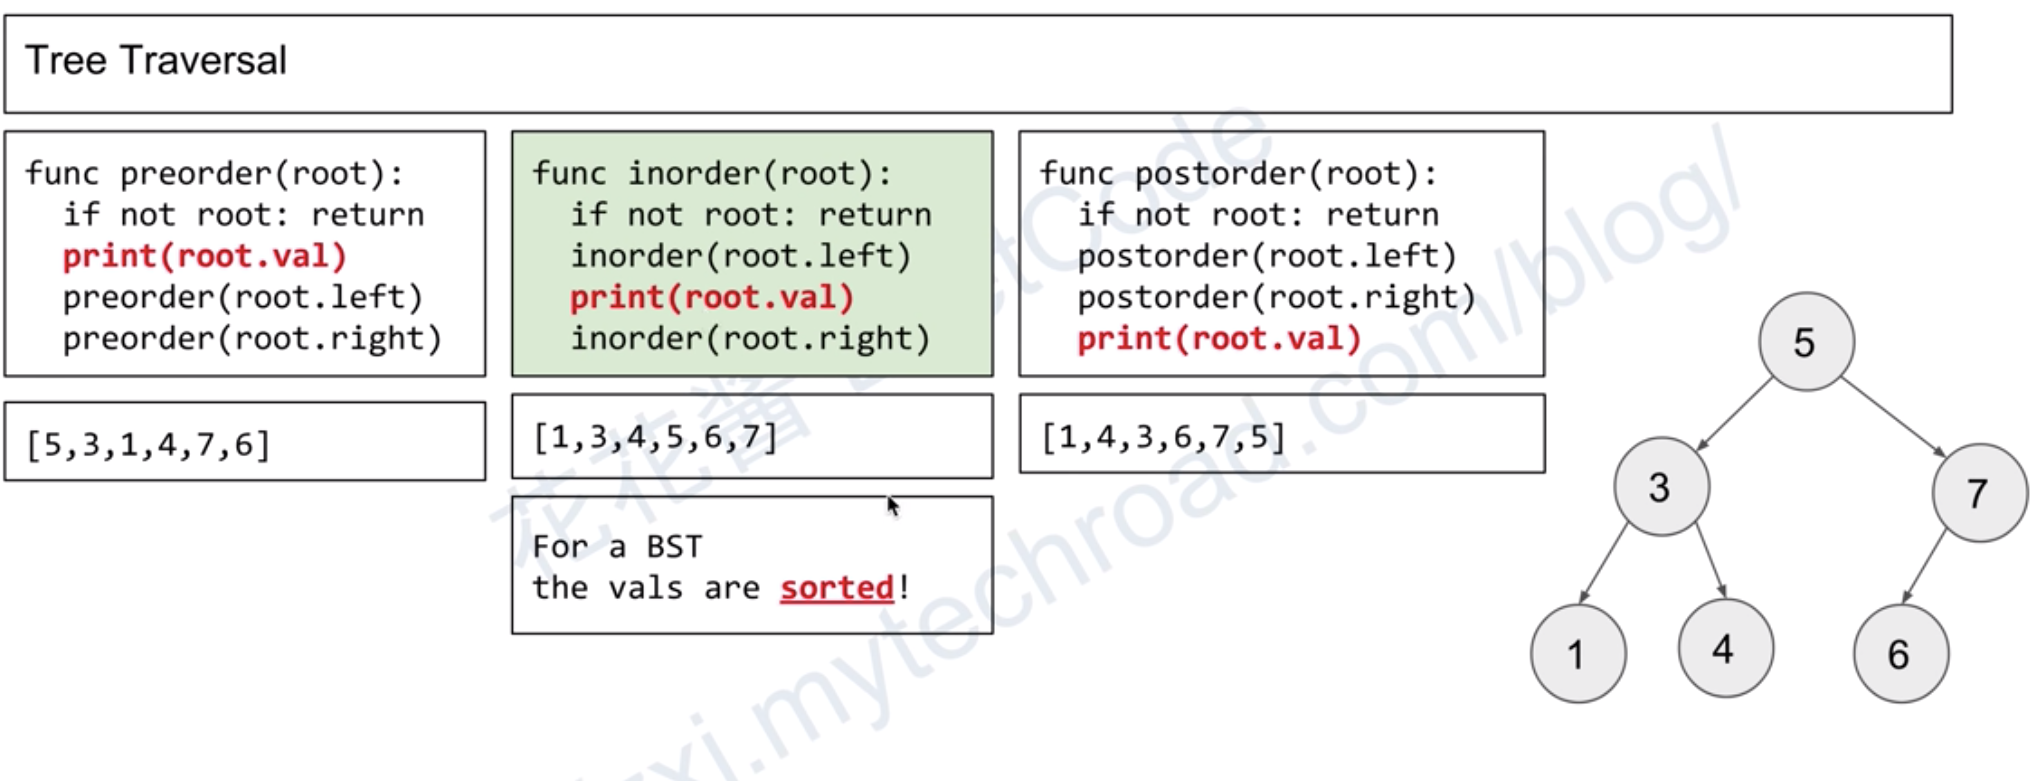 Tree Traversal
func preorder(root):
  if not root: return
  print(root.val)
  preorder(root.left)
  preorder(root.right)
func inorder(root):
  if not root: return
  inorder(root.left)
  print(root.val)
  inorder(root.right)
func postorder(root):
  if not root: return
  postorder(root.left)
  postorder(root.right)
  print(root.val)
[5,3,1,4,7,6]
[1,3,4,5,6,7]
[1,4,3,6,7,5]
For a BST
the vals are sorted!
5
3
7
1
4
6
花花酱
.mytechroad.com/blog/